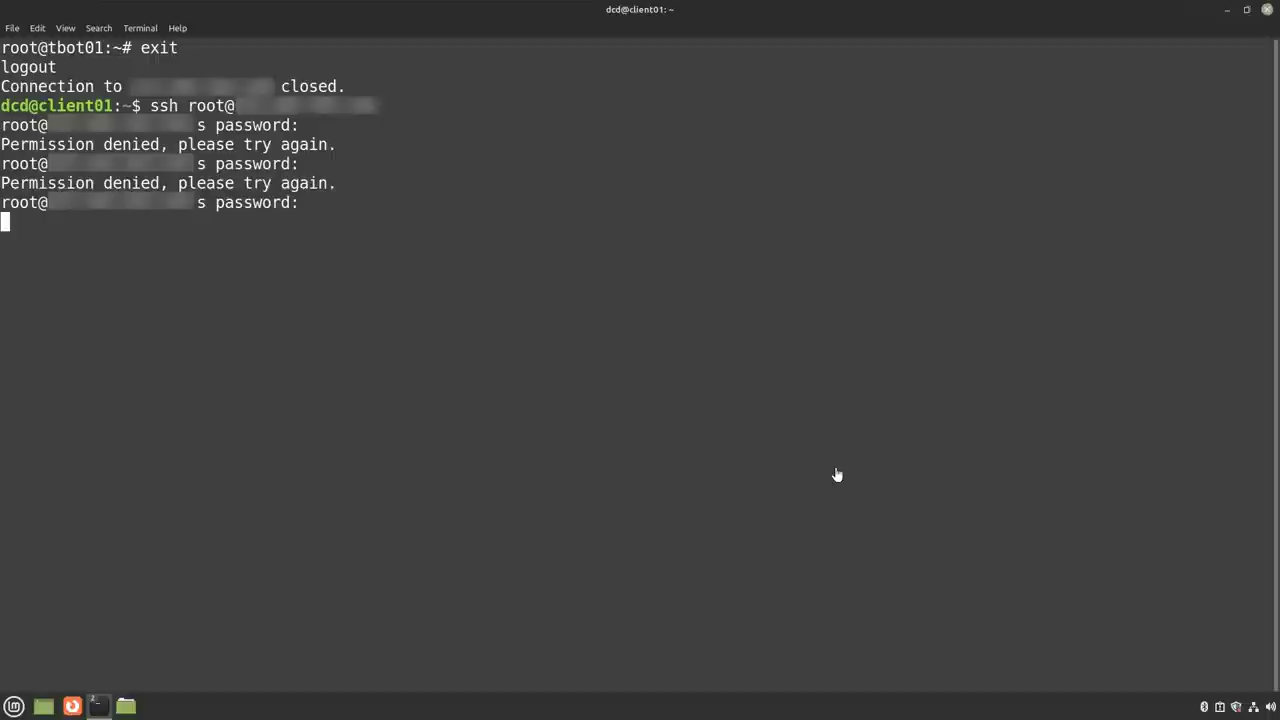 dcd@client01: ~
File Edit View Search Terminal Help
root@tbot01:~# exit
logout
Connection to closed.
dcd@client01:~$ ssh root@
root@ s password:
Permission denied, please try again.
root@ s password:
Permission denied, please try again.
root@ s password:
2